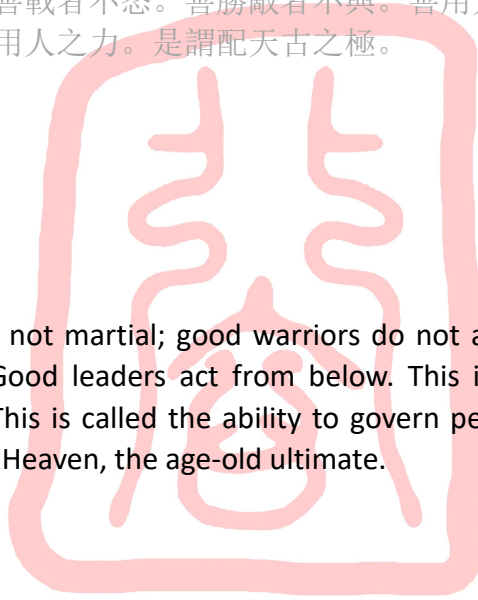 善戰者不怒。善勝敵者不與。善用
用人之力。是謂配天古之極。
not martial; good warriors do not a
Good leaders act from below. This i
This is called the ability to govern pe
Heaven, the age-old ultimate.